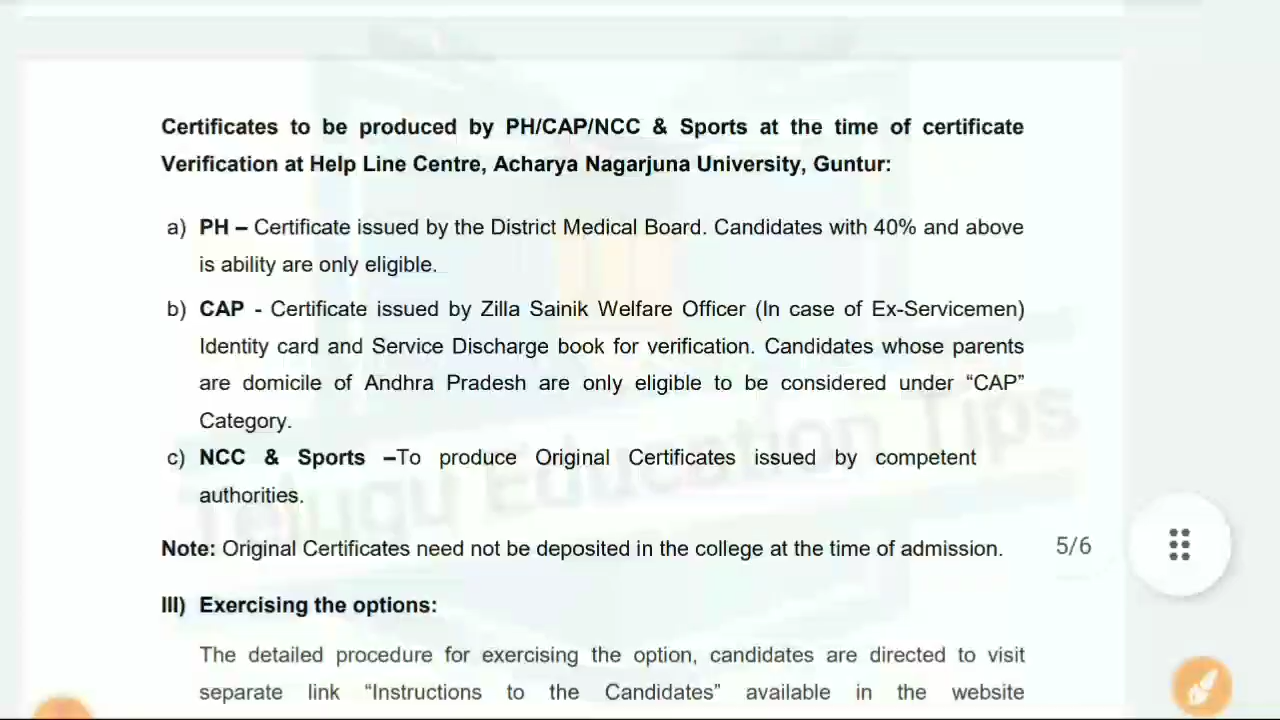 Certificates to be produced by PH/CAP/NCC & Sports at the time of certificate
Verification at Help Line Centre, Acharya Nagarjuna University, Guntur:
a) PH – Certificate issued by the District Medical Board. Candidates with 40% and above
is ability are only eligible.
b) CAP - Certificate issued by Zilla Sainik Welfare Officer (In case of Ex-Servicemen)
Identity card and Service Discharge book for verification. Candidates whose parents
are domicile of Andhra Pradesh are only eligible to be considered under “CAP”
Category.
c) NCC & Sports –To produce Original Certificates issued by competent
authorities.
Telugu Education Tips
Note: Original Certificates need not be deposited in the college at the time of admission.
5/6
III) Exercising the options:
The detailed procedure for exercising the option, candidates are directed to visit
separate link “Instructions to the Candidates” available in the website